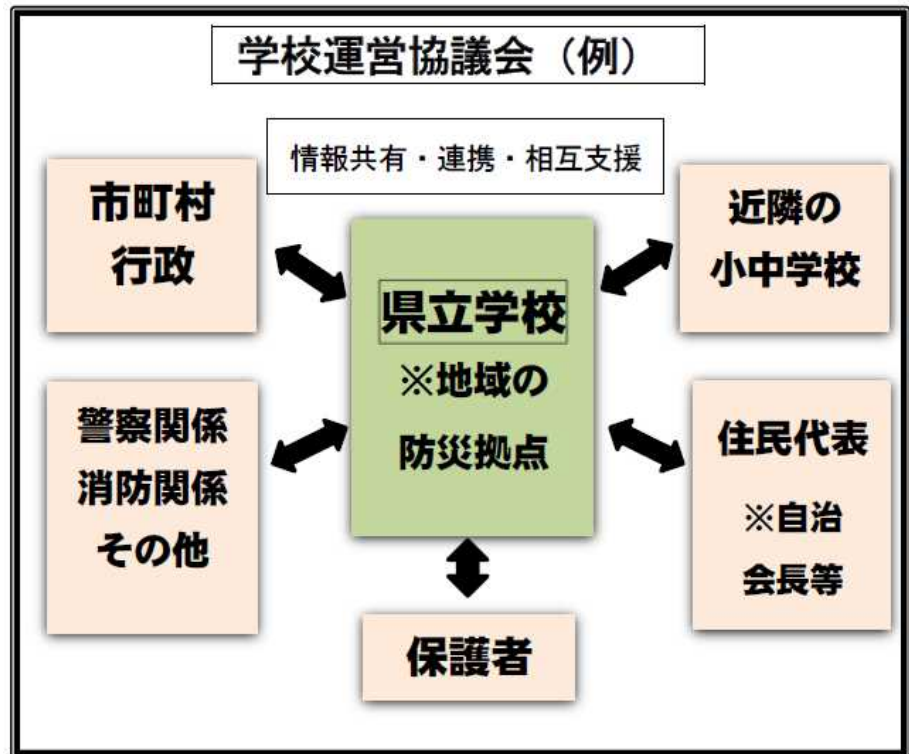 学校運営協議会（例）
情報共有・連携・相互支援
市町村
行政
近隣の
小中学校
県立学校
※地域の
防災拠点
警察関係
消防関係
その他
住民代表
※自治
会長等
保護者